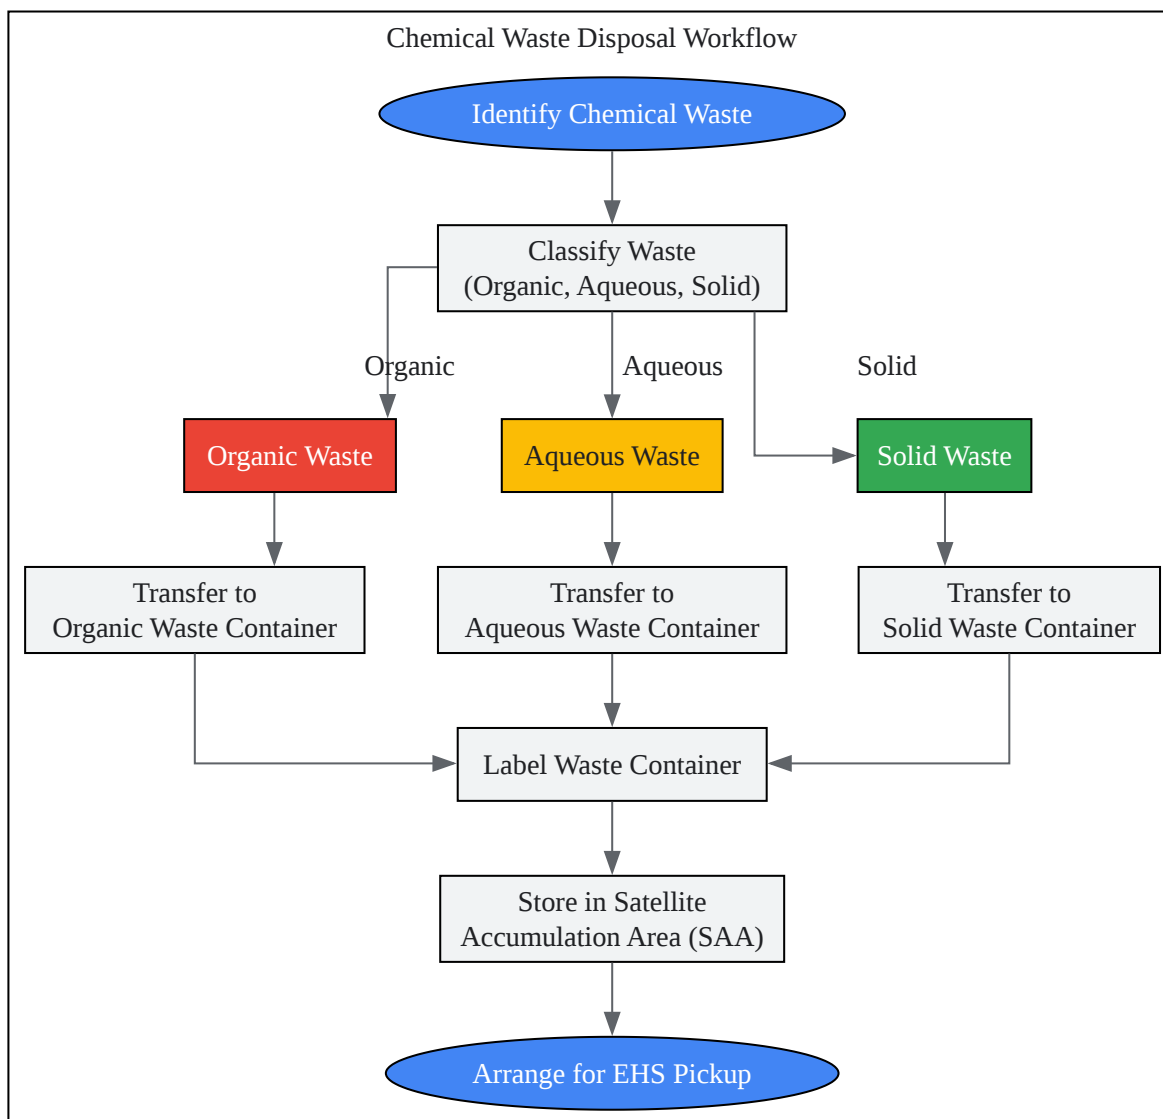 Chemical Waste Disposal Workflow
Identify Chemical Waste
Classify Waste
(Organic, Aqueous, Solid)
Organic
Aqueous
Solid
Organic Waste
Aqueous Waste
Solid Waste
Transfer to
Organic Waste Container
Transfer to
Aqueous Waste Container
Transfer to
Solid Waste Container
Label Waste Container
Store in Satellite
Accumulation Area (SAA)
Arrange for EHS Pickup